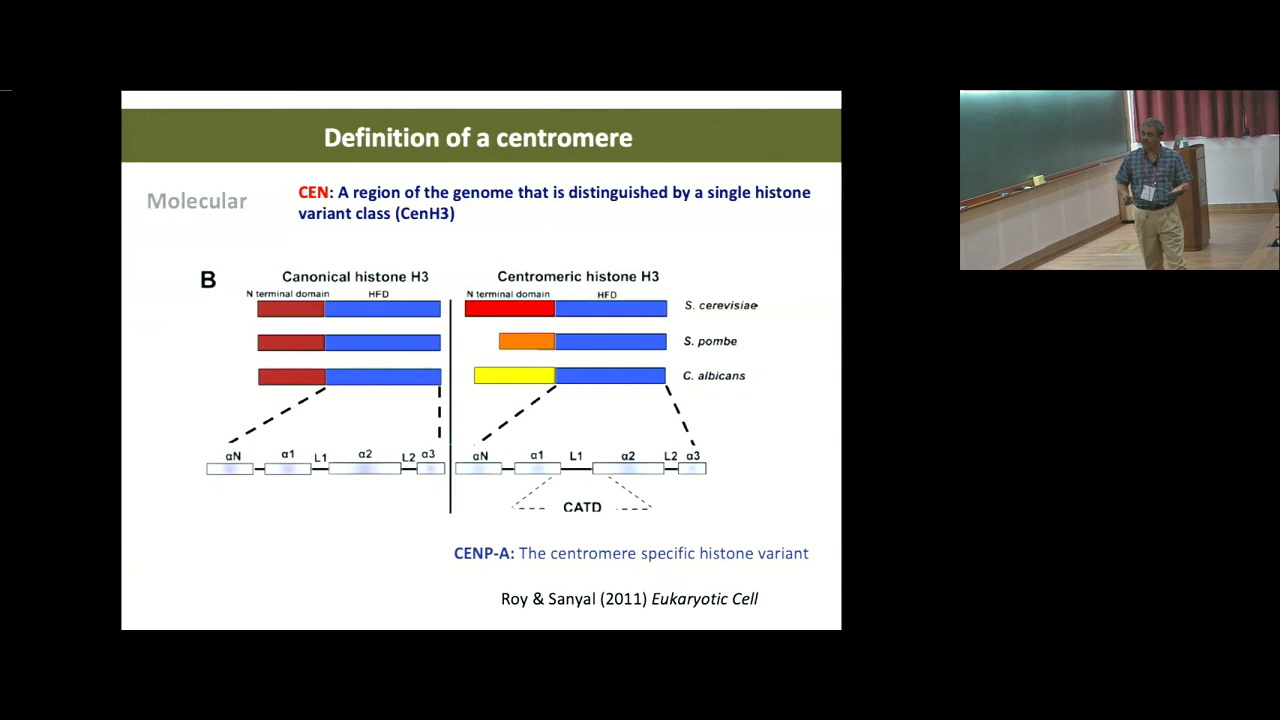 Definition of a centromere
Molecular
CEN: A region of the genome that is distinguished by a single histone
variant class (CenH3)
B
Canonical histone H3
Centromeric histone H3
N terminal domain HFD
N terminal domain HFD
S. cerevisiae
S. pombe
C. albicans
αN α1 L1 α2 L2 α3
αN α1 L1 α2 L2 α3
CATD
CENP-A: The centromere specific histone variant
Roy & Sanyal (2011) Eukaryotic Cell